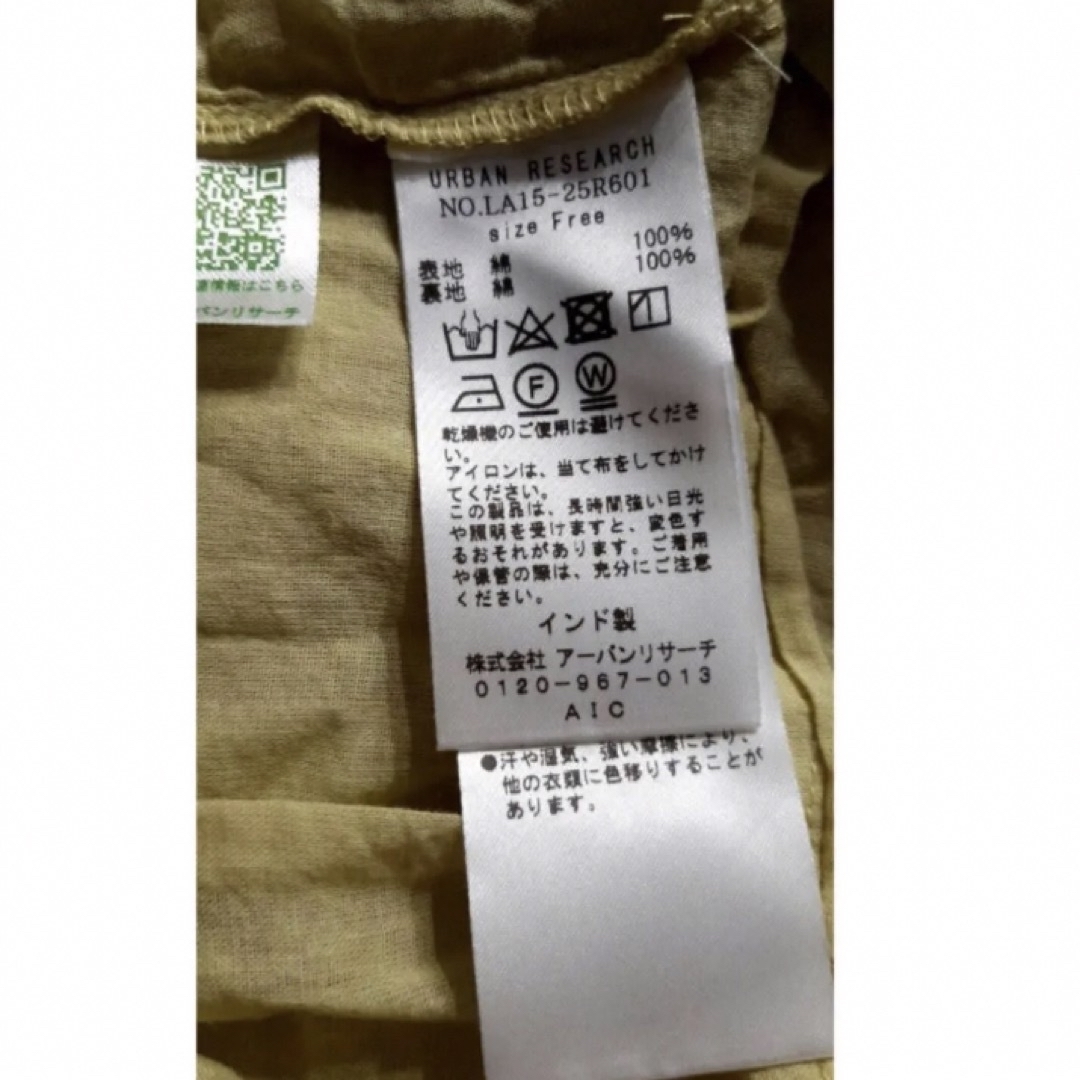 URBAN RESEARCH
NO.LA15-25R601
size Free
表地 綿 100%
裏地 綿 100%
F W
乾燥機のご使用は避けてくださ
い。
アイロンは、当て布をしてかけ
てください。
この製品は、長時間強い日光
や照明を受けますと、変色す
るおそれがあります。ご着用
や保管の際は、充分にご注意
ください。
インド製
株式会社 アーバンリサーチ
0120-967-013
AIC
●汗や湿気、強い摩擦により、
他の衣類に色移りすることが
あります。
情報はこちら
バンリサーチ